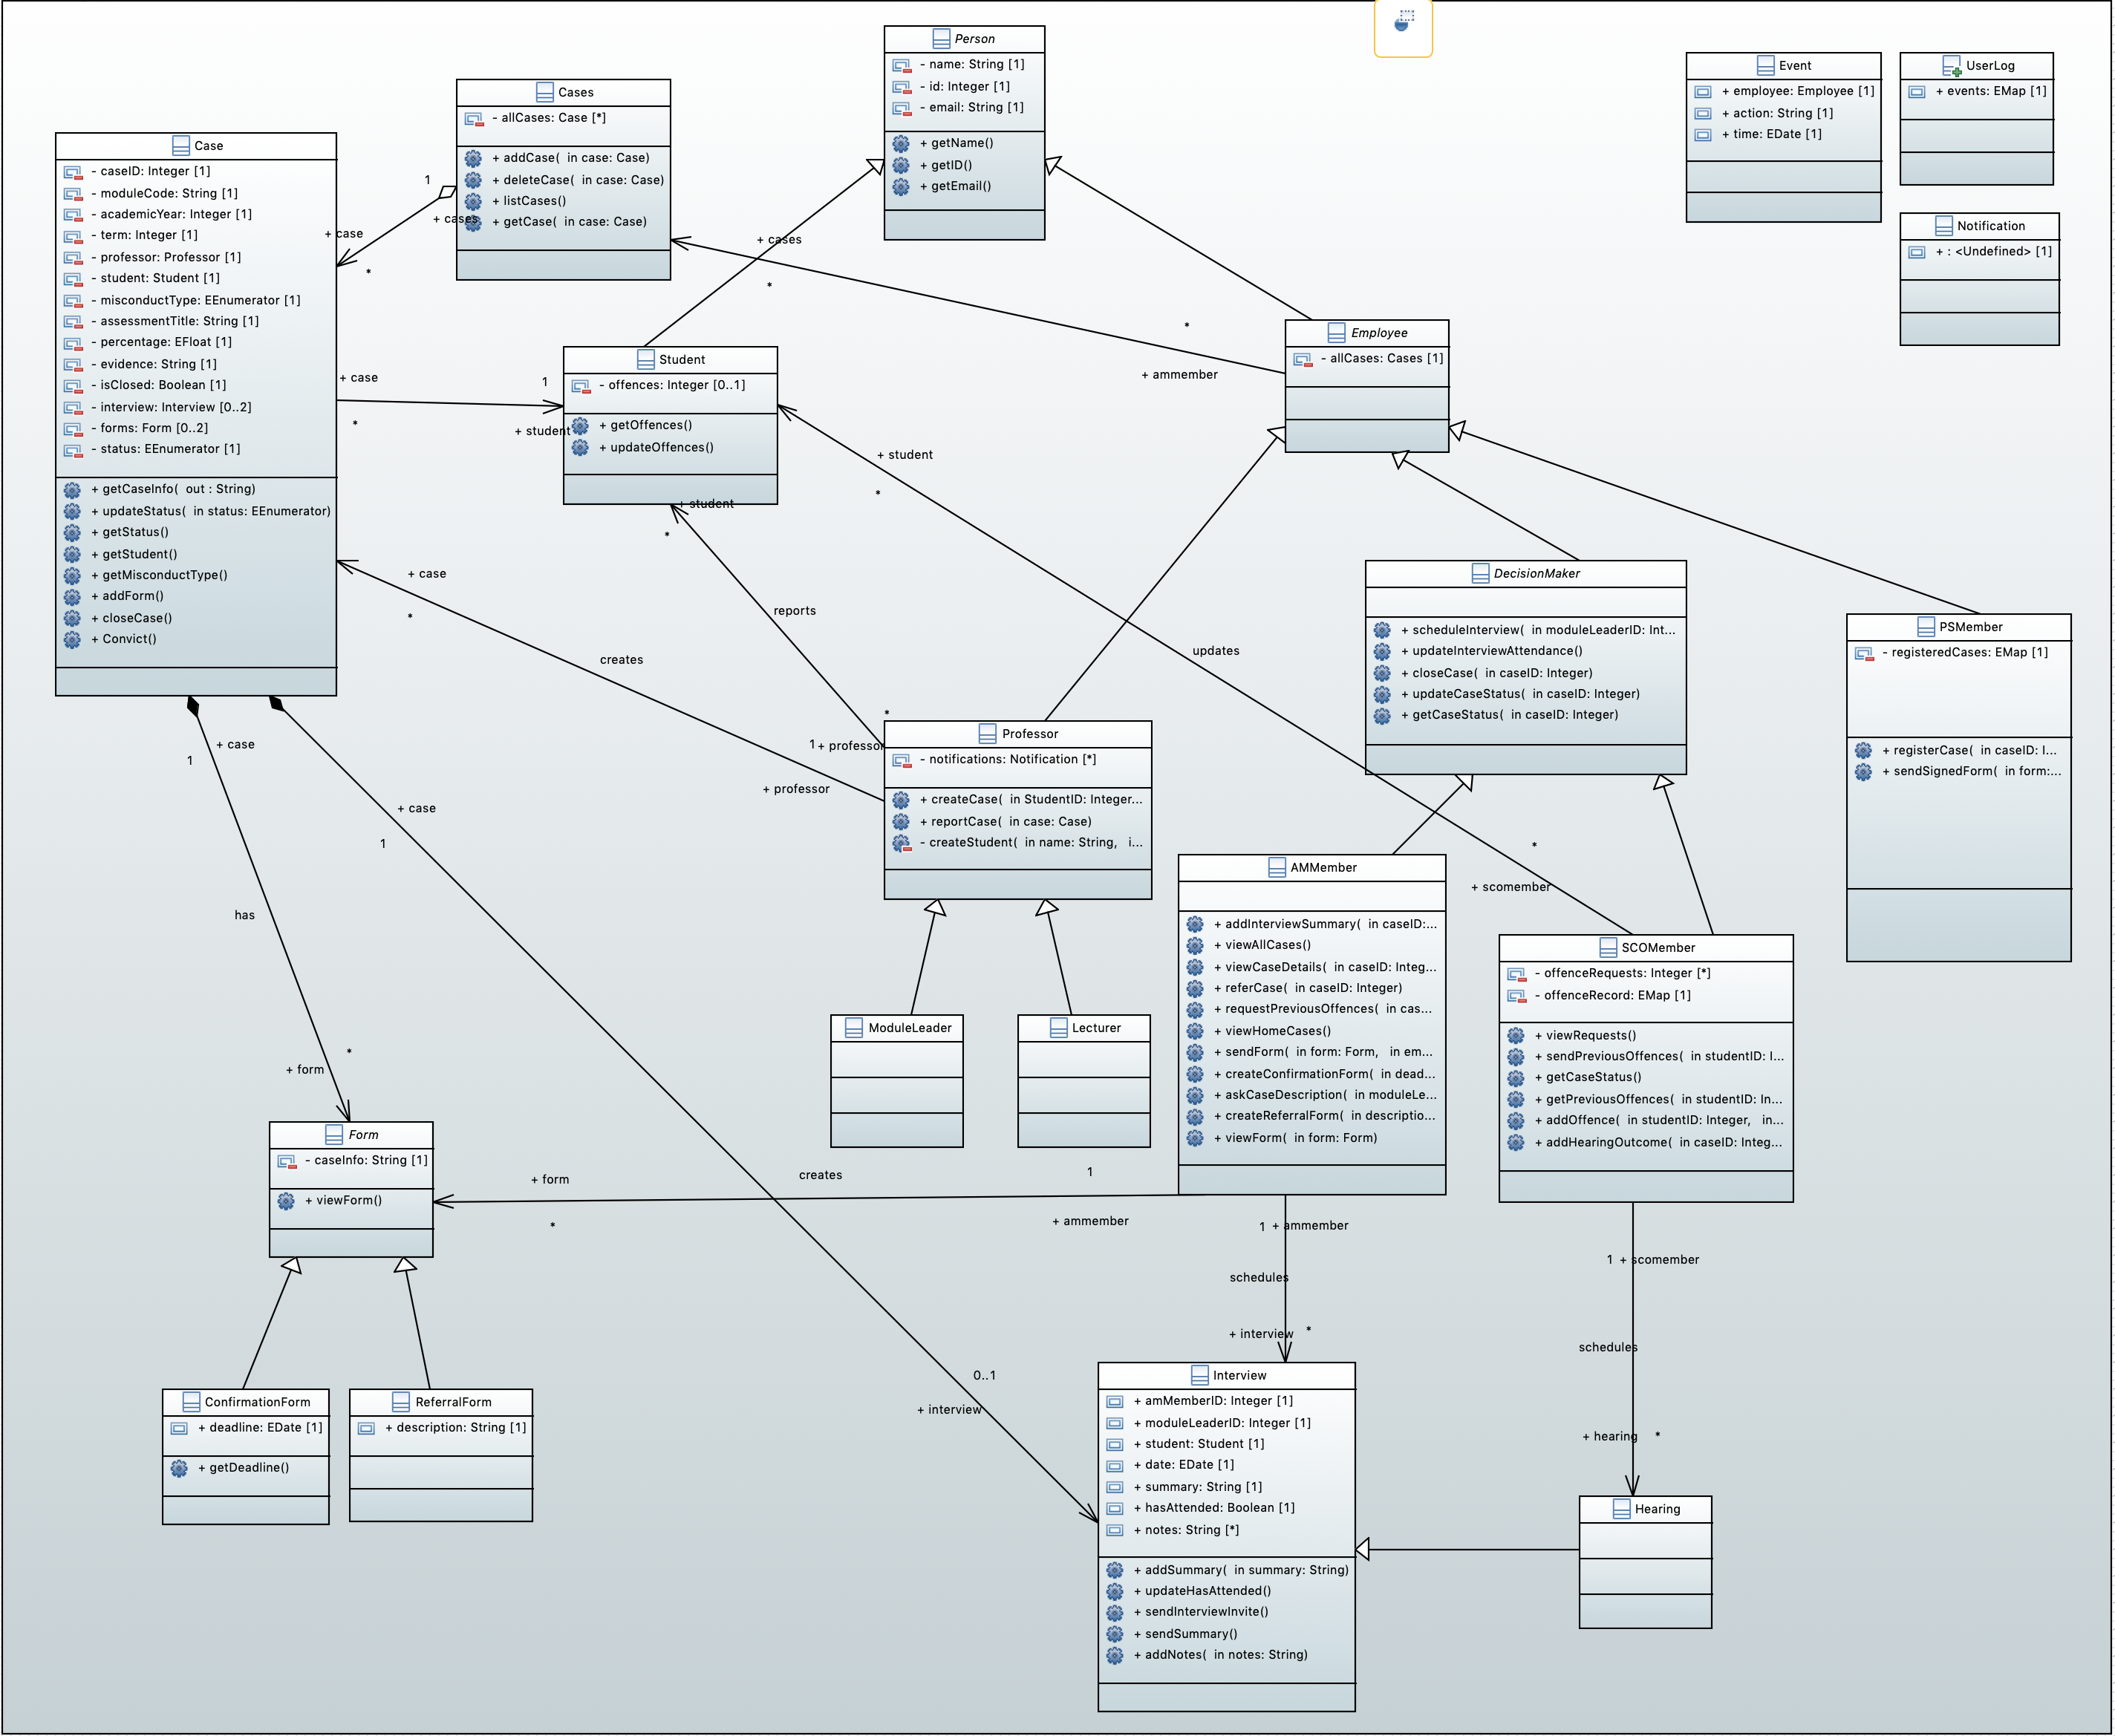 Person
- name: String [1]
- id: Integer [1]
- email: String [1]
+ getName()
+ getID()
+ getEmail()
Event
+ employee: Employee [1]
+ action: String [1]
+ time: EDate [1]
UserLog
+ events: EMap [1]
Notification
+ : <Undefined> [1]
Cases
- allCases: Case [*]
+ addCase( in case: Case)
+ deleteCase( in case: Case)
+ listCases()
+ getCase( in case: Case)
Case
- caseID: Integer [1]
- moduleCode: String [1]
- academicYear: Integer [1]
- term: Integer [1]
- professor: Professor [1]
- student: Student [1]
- misconductType: EEnumerator [1]
- assessmentTitle: String [1]
- percentage: EFloat [1]
- evidence: String [1]
- isClosed: Boolean [1]
- interview: Interview [0..2]
- forms: Form [0..2]
- status: EEnumerator [1]
+ getCaseInfo( out : String)
+ updateStatus( in status: EEnumerator)
+ getStatus()
+ getStudent()
+ getMisconductType()
+ addForm()
+ closeCase()
+ Convict()
1
+ cases
+ case
*
+ cases
*
*
+ ammember
Employee
- allCases: Cases [1]
Student
- offences: Integer [0..1]
+ getOffences()
+ updateOffences()
+ case
*
1
+ student
+ student
*
+ student
*
reports
updates
+ case
*
creates
*
1
+ professor
+ professor
DecisionMaker
+ scheduleInterview( in moduleLeaderID: Int...
+ updateInterviewAttendance()
+ closeCase( in caseID: Integer)
+ updateCaseStatus( in caseID: Integer)
+ getCaseStatus( in caseID: Integer)
PSMember
- registeredCases: EMap [1]
+ registerCase( in caseID: I...
+ sendSignedForm( in form:...
Professor
- notifications: Notification [*]
+ createCase( in StudentID: Integer...
+ reportCase( in case: Case)
- createStudent( in name: String, i...
*
+ scomember
AMMember
+ addInterviewSummary( in caseID:...
+ viewAllCases()
+ viewCaseDetails( in caseID: Integ...
+ referCase( in caseID: Integer)
+ requestPreviousOffences( in cas...
+ viewHomeCases()
+ sendForm( in form: Form, in em...
+ createConfirmationForm( in dead...
+ askCaseDescription( in moduleLe...
+ createReferralForm( in descriptio...
+ viewForm( in form: Form)
SCOMember
- offenceRequests: Integer [*]
- offenceRecord: EMap [1]
+ viewRequests()
+ sendPreviousOffences( in studentID: I...
+ getCaseStatus()
+ getPreviousOffences( in studentID: In...
+ addOffence( in studentID: Integer, in...
+ addHearingOutcome( in caseID: Integ...
ModuleLeader
Lecturer
+ case
1
has
*
+ form
+ case
1
0..1
+ interview
Form
- caseInfo: String [1]
+ viewForm()
+ form
*
creates
1
+ ammember
1 + ammember
schedules
+ interview *
1 + scomember
schedules
+ hearing *
ConfirmationForm
+ deadline: EDate [1]
+ getDeadline()
ReferralForm
+ description: String [1]
Interview
+ amMemberID: Integer [1]
+ moduleLeaderID: Integer [1]
+ student: Student [1]
+ date: EDate [1]
+ summary: String [1]
+ hasAttended: Boolean [1]
+ notes: String [*]
+ addSummary( in summary: String)
+ updateHasAttended()
+ sendInterviewInvite()
+ sendSummary()
+ addNotes( in notes: String)
Hearing